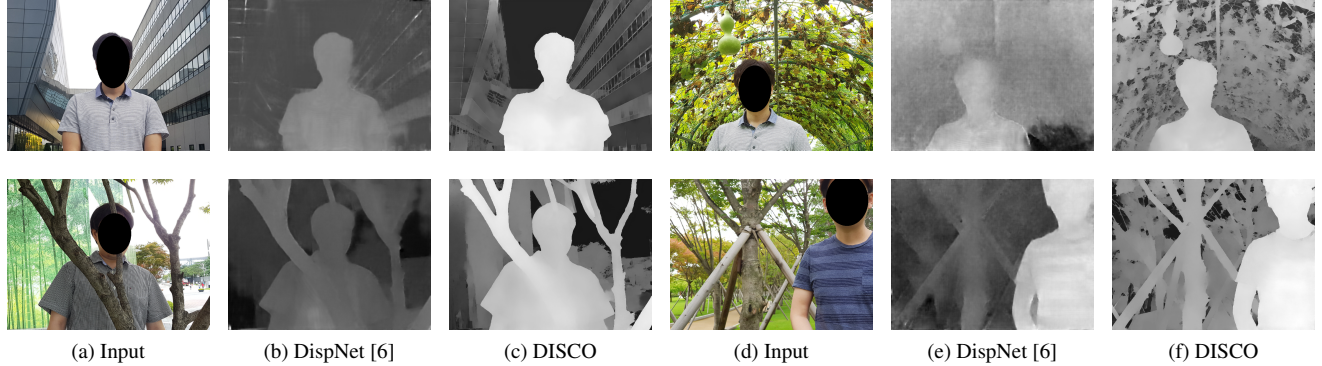 (a) Input
(b) DispNet [6]
(c) DISCO
(d) Input
(e) DispNet [6]
(f) DISCO